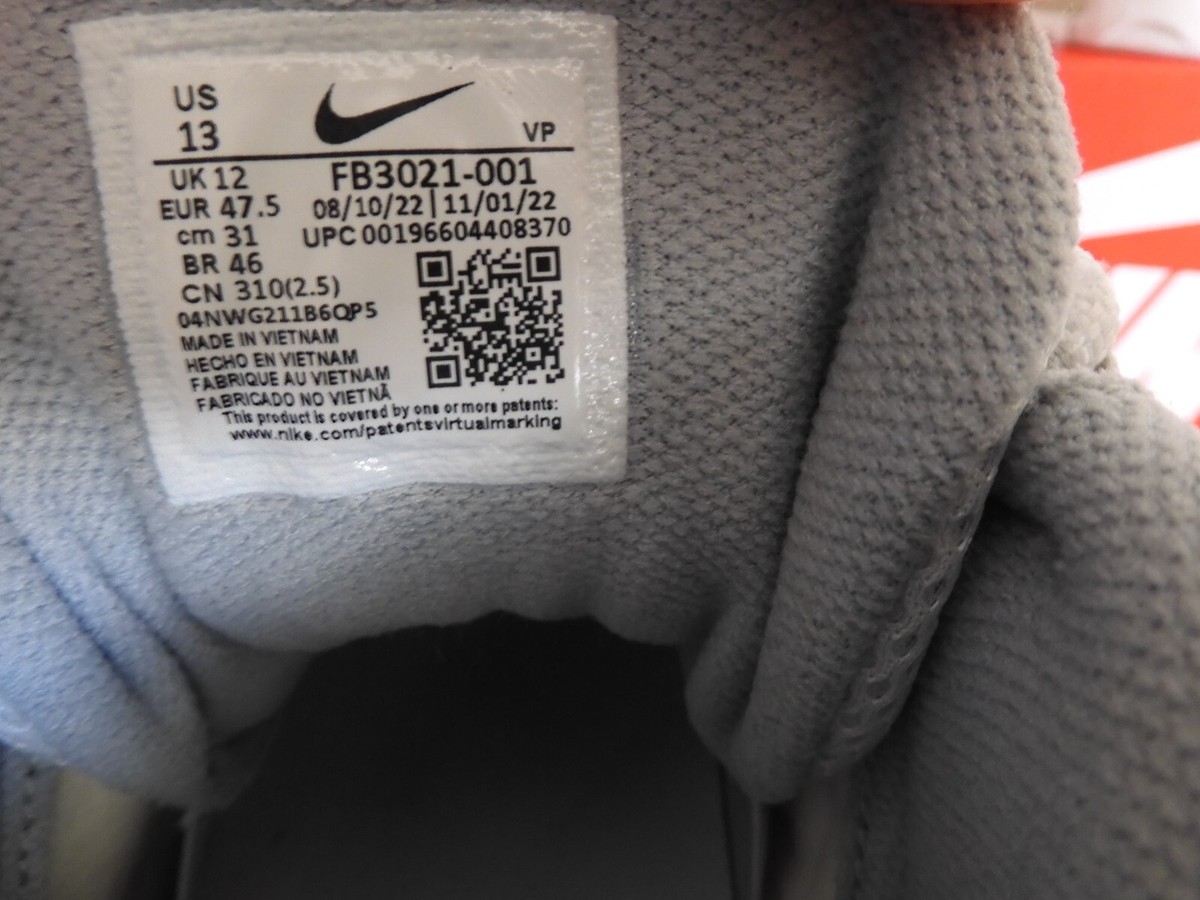 US
13
VP
UK 12
FB3021-001
EUR 47.5
08/10/22 | 11/01/22
cm 31
UPC 00196604408370
BR 46
CN 310(2.5)
04NWG211B6QP5
MADE IN VIETNAM
HECHO EN VIETNAM
FABRIQUE AU VIETNAM
FABRICADO NO VIETNÃ
This product is covered by one or more patents:
www.nike.com/patentsvirtualmarking